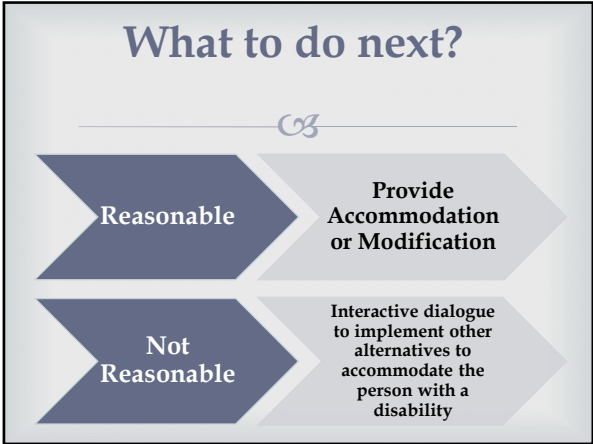 What to do next?
Reasonable
Provide
Accommodation
or Modification
Not
Reasonable
Interactive dialogue
to implement other
alternatives to
accommodate the
person with a
disability